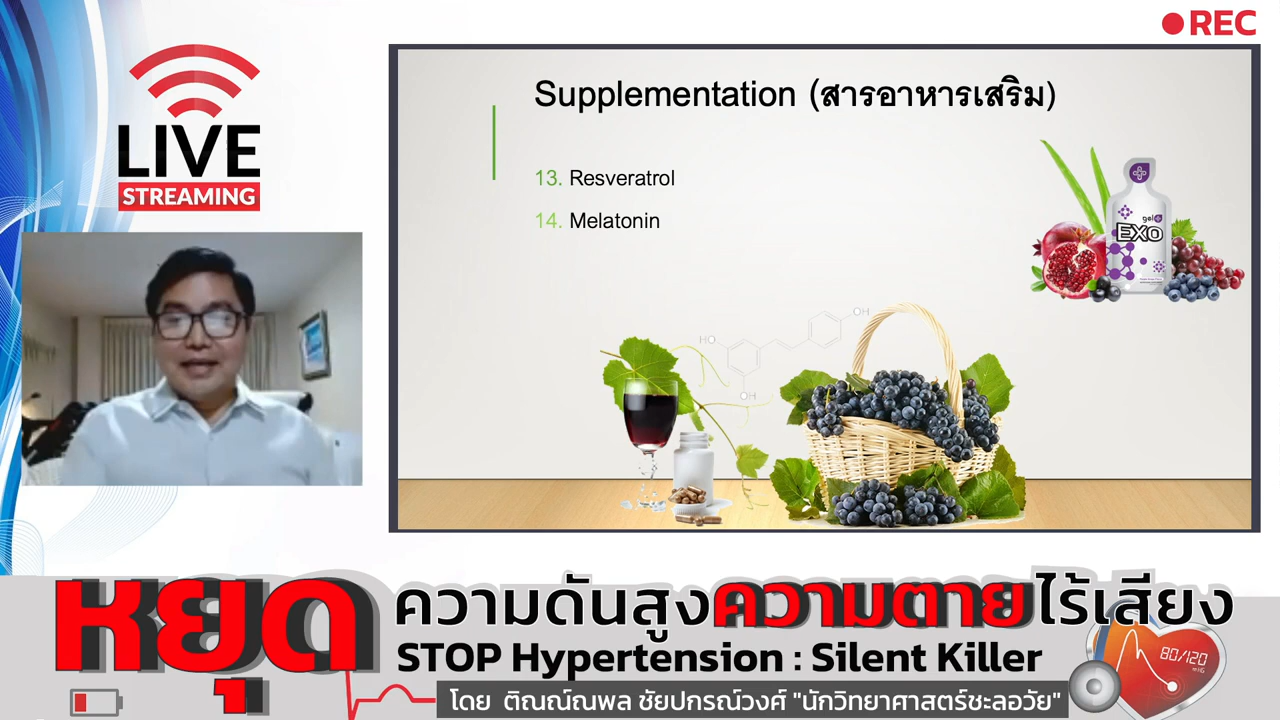 REC
LIVE
STREAMING
Supplementation (สารอาหารเสริม)
13. Resveratrol
14. Melatonin
gel
EXO
HO
OH
OH
หยุด
ความดันสูงความตายไร้เสียง
STOP Hypertension : Silent Killer
80/120
โดย ติณณ์ณพล ชัยปกรณ์วงศ์ "นักวิทยาศาสตร์ชะลอวัย"